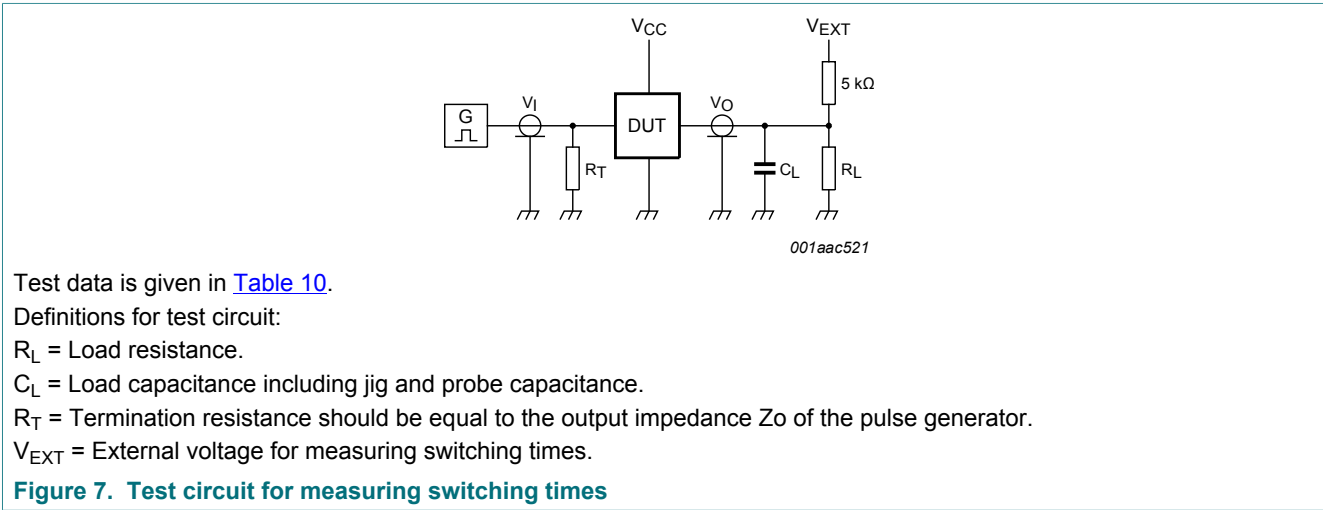 VCC
VEXT
5 kΩ
G
VI
DUT
VO
RT
CL
RL
001aac521
Test data is given in Table 10.
Definitions for test circuit:
RL = Load resistance.
CL = Load capacitance including jig and probe capacitance.
RT = Termination resistance should be equal to the output impedance Zo of the pulse generator.
VEXT = External voltage for measuring switching times.
Figure 7. Test circuit for measuring switching times